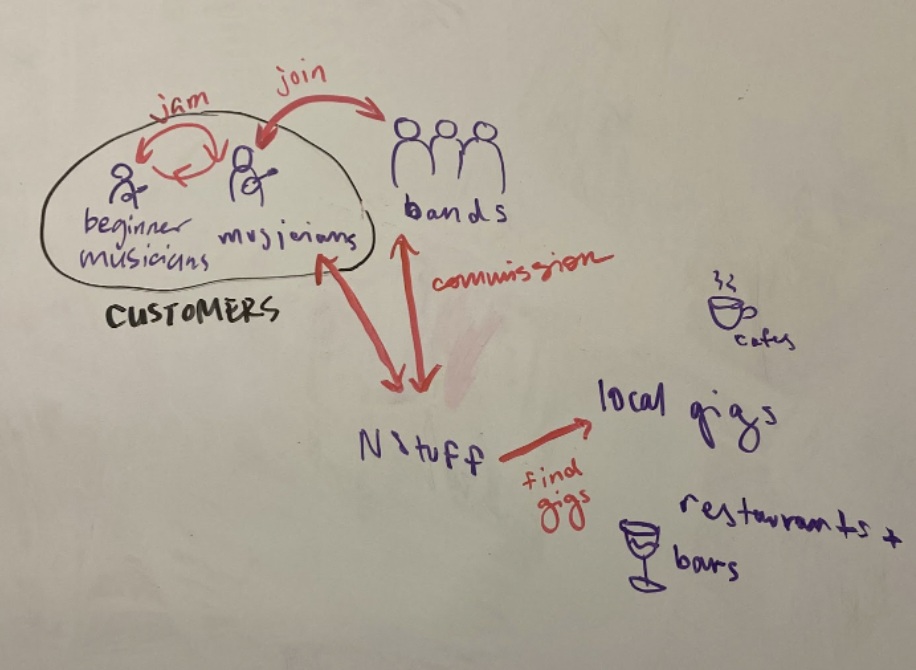 join
jam
beginner
musicians
musicians
bands
CUSTOMERS
commission
cafes
local gigs
N Stuff
find
gigs
restaurants +
bars